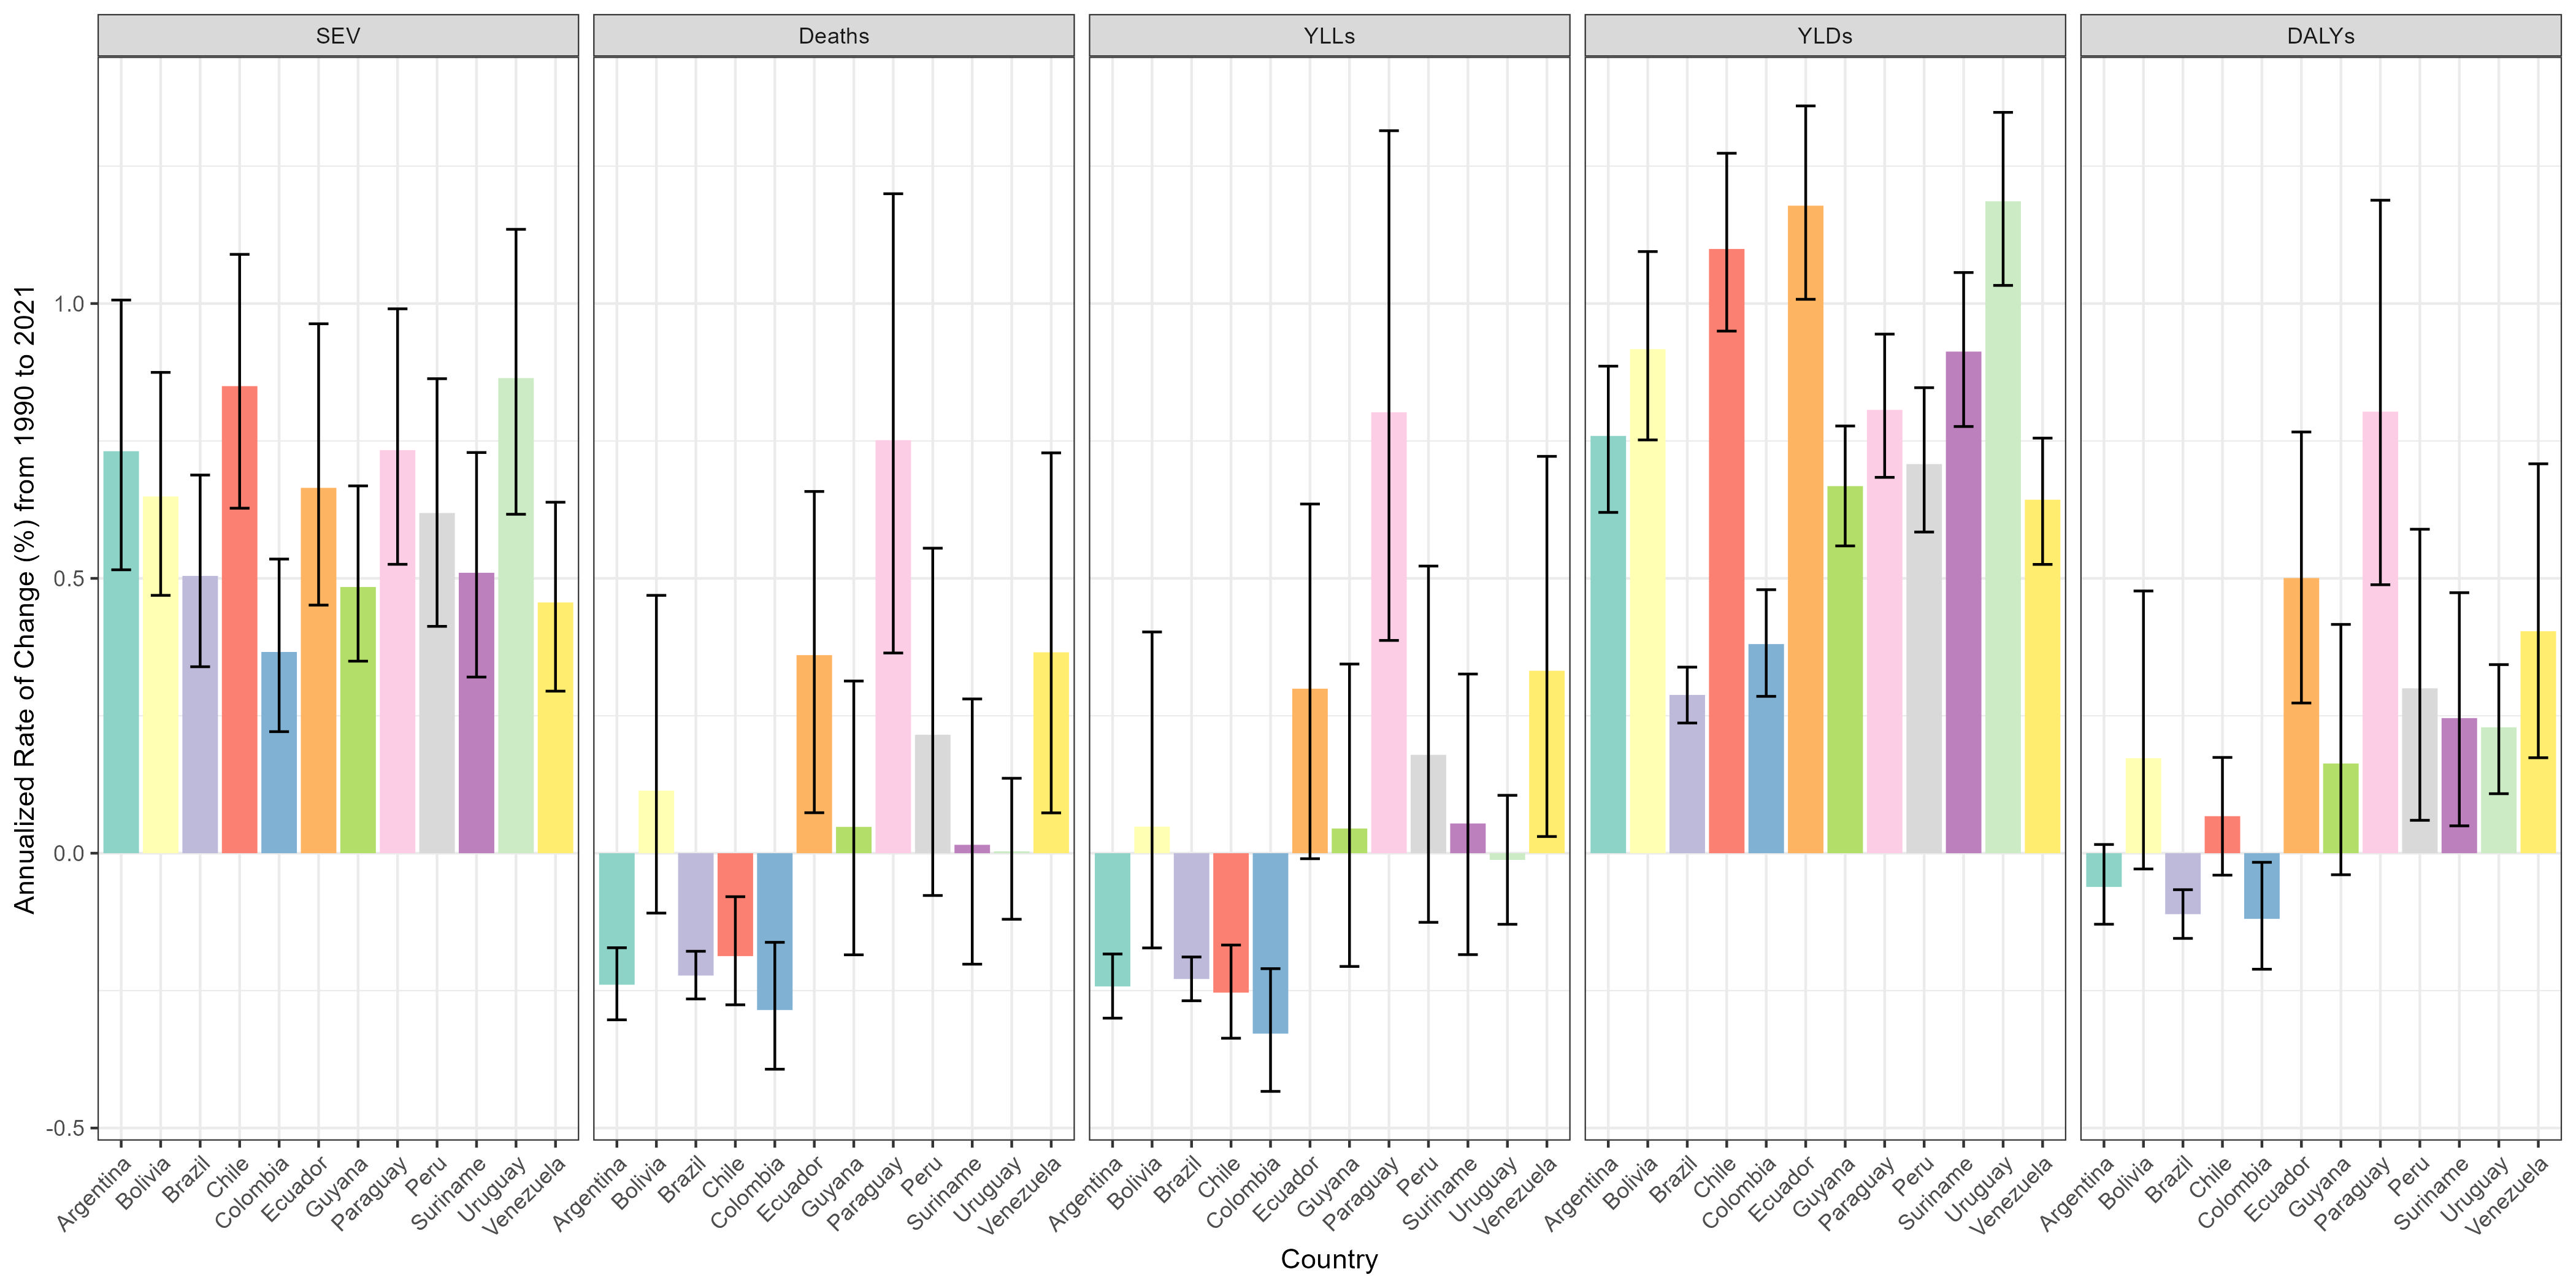 SEV
Deaths
YLLs
YLDs
DALYs
Annualized Rate of Change (%) from 1990 to 2021
1.0
0.5
0.0
-0.5
Argentina Bolivia Brazil Chile Colombia Ecuador Guyana Paraguay Peru Suriname Uruguay Venezuela
Argentina Bolivia Brazil Chile Colombia Ecuador Guyana Paraguay Peru Suriname Uruguay Venezuela
Argentina Bolivia Brazil Chile Colombia Ecuador Guyana Paraguay Peru Suriname Uruguay Venezuela
Argentina Bolivia Brazil Chile Colombia Ecuador Guyana Paraguay Peru Suriname Uruguay Venezuela
Argentina Bolivia Brazil Chile Colombia Ecuador Guyana Paraguay Peru Suriname Uruguay Venezuela
Country